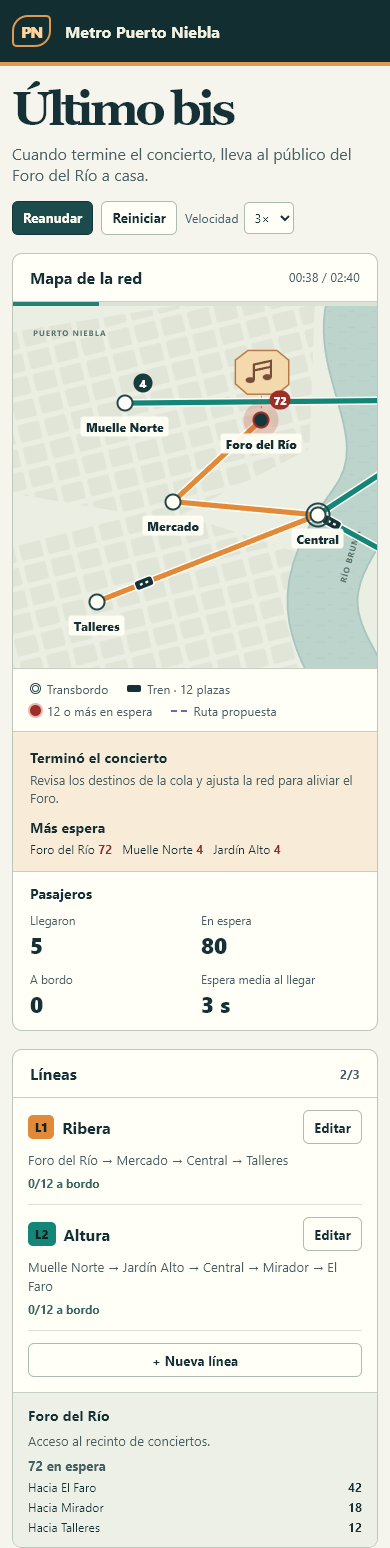 PN Metro Puerto Niebla
Último bis
Cuando termine el concierto, lleva al público del
Foro del Río a casa.
Reanudar Reiniciar Velocidad 3×
Mapa de la red 00:38 / 02:40
PUERTO NIEBLA
4
72
Muelle Norte
Foro del Río
Mercado
Central
RÍO BRUMA
Talleres
Transbordo Tren · 12 plazas
12 o más en espera Ruta propuesta
Terminó el concierto
Revisa los destinos de la cola y ajusta la red para aliviar el
Foro.
Más espera
Foro del Río 72 Muelle Norte 4 Jardín Alto 4
Pasajeros
Llegaron En espera
5 80
A bordo Espera media al llegar
0 3 s
Líneas 2/3
L1 Ribera Editar
Foro del Río → Mercado → Central → Talleres
0/12 a bordo
L2 Altura Editar
Muelle Norte → Jardín Alto → Central → Mirador → El
Faro
0/12 a bordo
+ Nueva línea
Foro del Río
Acceso al recinto de conciertos.
72 en espera
Hacia El Faro 42
Hacia Mirador 18
Hacia Talleres 12